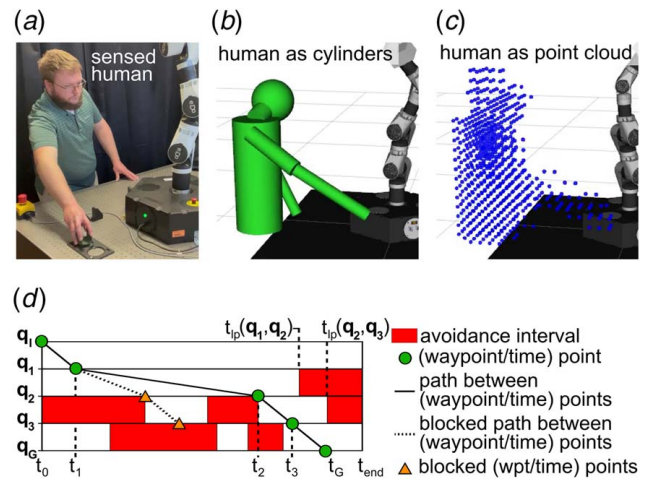 (a)
sensed
human
(b)
human as cylinders
(c)
human as point cloud
(d)
t_lp(q_1,q_2)
t_lp(q_2,q_3)
q_I
q_1
q_2
q_3
q_G
t_0
t_1
t_2
t_3
t_G
t_end
avoidance interval
(waypoint/time) point
path between
(waypoint/time) points
blocked path between
(waypoint/time) points
blocked (wpt/time) points